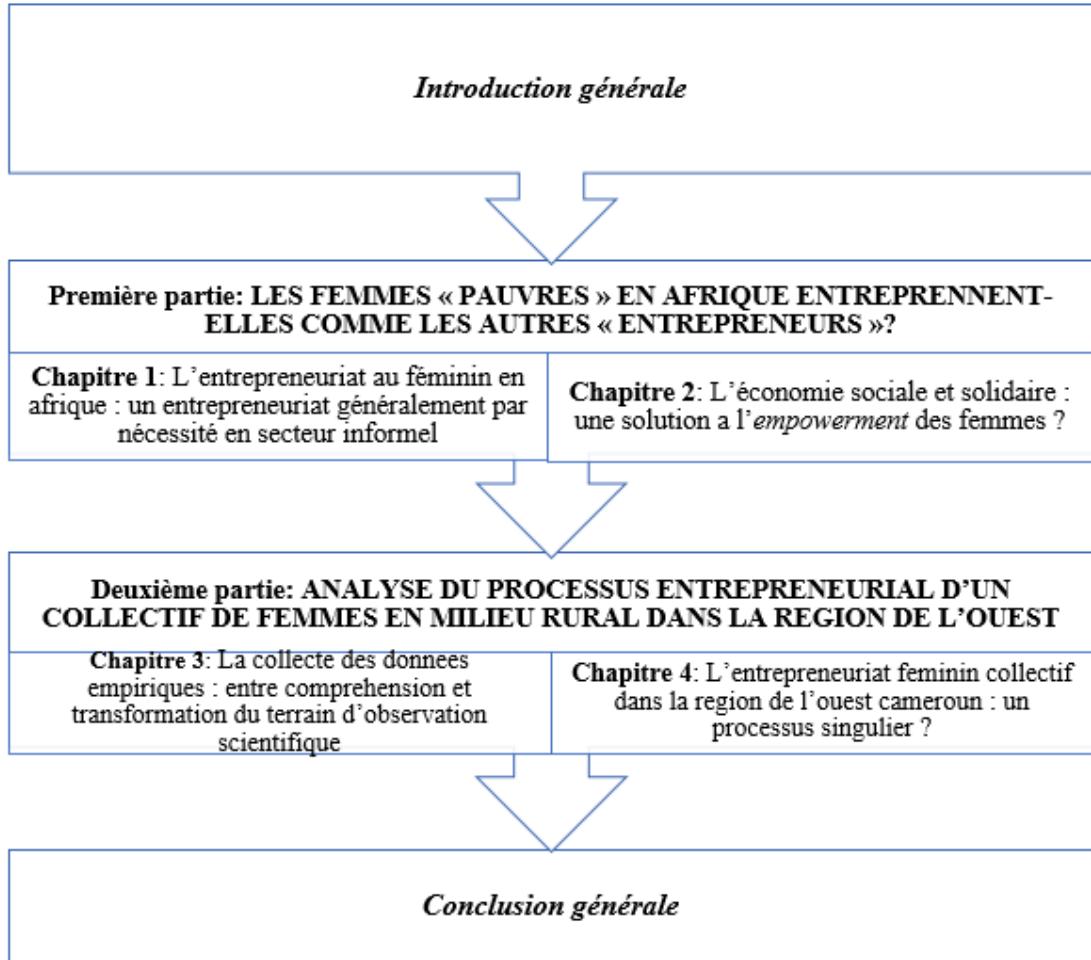 Introduction générale
Première partie: LES FEMMES « PAUVRES » EN AFRIQUE ENTREPRENNENT-
ELLES COMME LES AUTRES « ENTREPRENEURS »?
Chapitre 1: L’entrepreneuriat au féminin en
afrique : un entrepreneuriat généralement par
nécessité en secteur informel
Chapitre 2: L’économie sociale et solidaire :
une solution a l’empowerment des femmes ?
Deuxième partie: ANALYSE DU PROCESSUS ENTREPRENEURIAL D’UN
COLLECTIF DE FEMMES EN MILIEU RURAL DANS LA REGION DE L’OUEST
Chapitre 3: La collecte des donnees
empiriques : entre comprehension et
transformation du terrain d’observation
scientifique
Chapitre 4: L’entrepreneuriat feminin collectif
dans la region de l’ouest cameroun : un
processus singulier ?
Conclusion générale